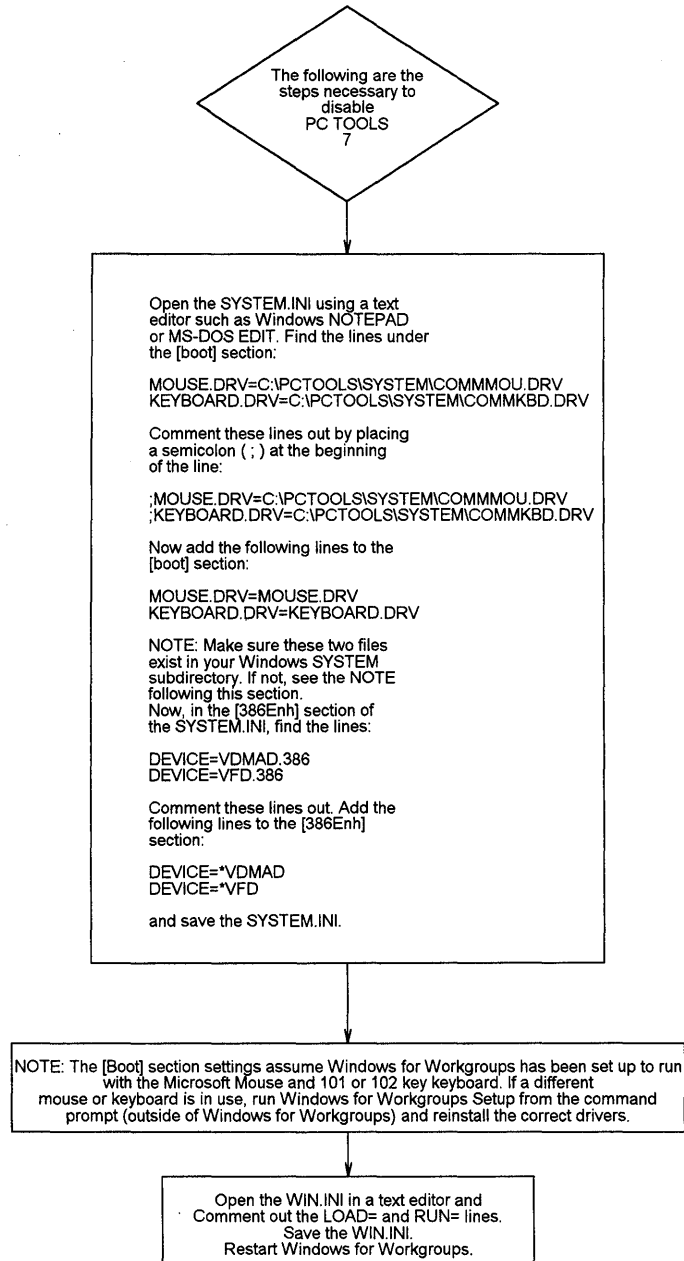 The following are the
steps necessary to
disable
PC TOOLS
7
Open the SYSTEM.INI using a text
editor such as Windows NOTEPAD
or MS-DOS EDIT. Find the lines under
the [boot] section:
MOUSE.DRV=C:\PCTOOLS\SYSTEM\COMMMOU.DRV
KEYBOARD.DRV=C:\PCTOOLS\SYSTEM\COMMKBD.DRV
Comment these lines out by placing
a semicolon ( ; ) at the beginning
of the line:
;MOUSE.DRV=C:\PCTOOLS\SYSTEM\COMMMOU.DRV
;KEYBOARD.DRV=C:\PCTOOLS\SYSTEM\COMMKBD.DRV
Now add the following lines to the
[boot] section:
MOUSE.DRV=MOUSE.DRV
KEYBOARD.DRV=KEYBOARD.DRV
NOTE: Make sure these two files
exist in your Windows SYSTEM
subdirectory. If not, see the NOTE
following this section.
Now, in the [386Enh] section of
the SYSTEM.INI, find the lines:
DEVICE=VDMAD.386
DEVICE=VFD.386
Comment these lines out. Add the
following lines to the [386Enh]
section:
DEVICE=*VDMAD
DEVICE=*VFD
and save the SYSTEM.INI.
NOTE: The [Boot] section settings assume Windows for Workgroups has been set up to run
with the Microsoft Mouse and 101 or 102 key keyboard. If a different
mouse or keyboard is in use, run Windows for Workgroups Setup from the command
prompt (outside of Windows for Workgroups) and reinstall the correct drivers.
Open the WIN.INI in a text editor and
Comment out the LOAD= and RUN= lines.
Save the WIN.INI.
Restart Windows for Workgroups.